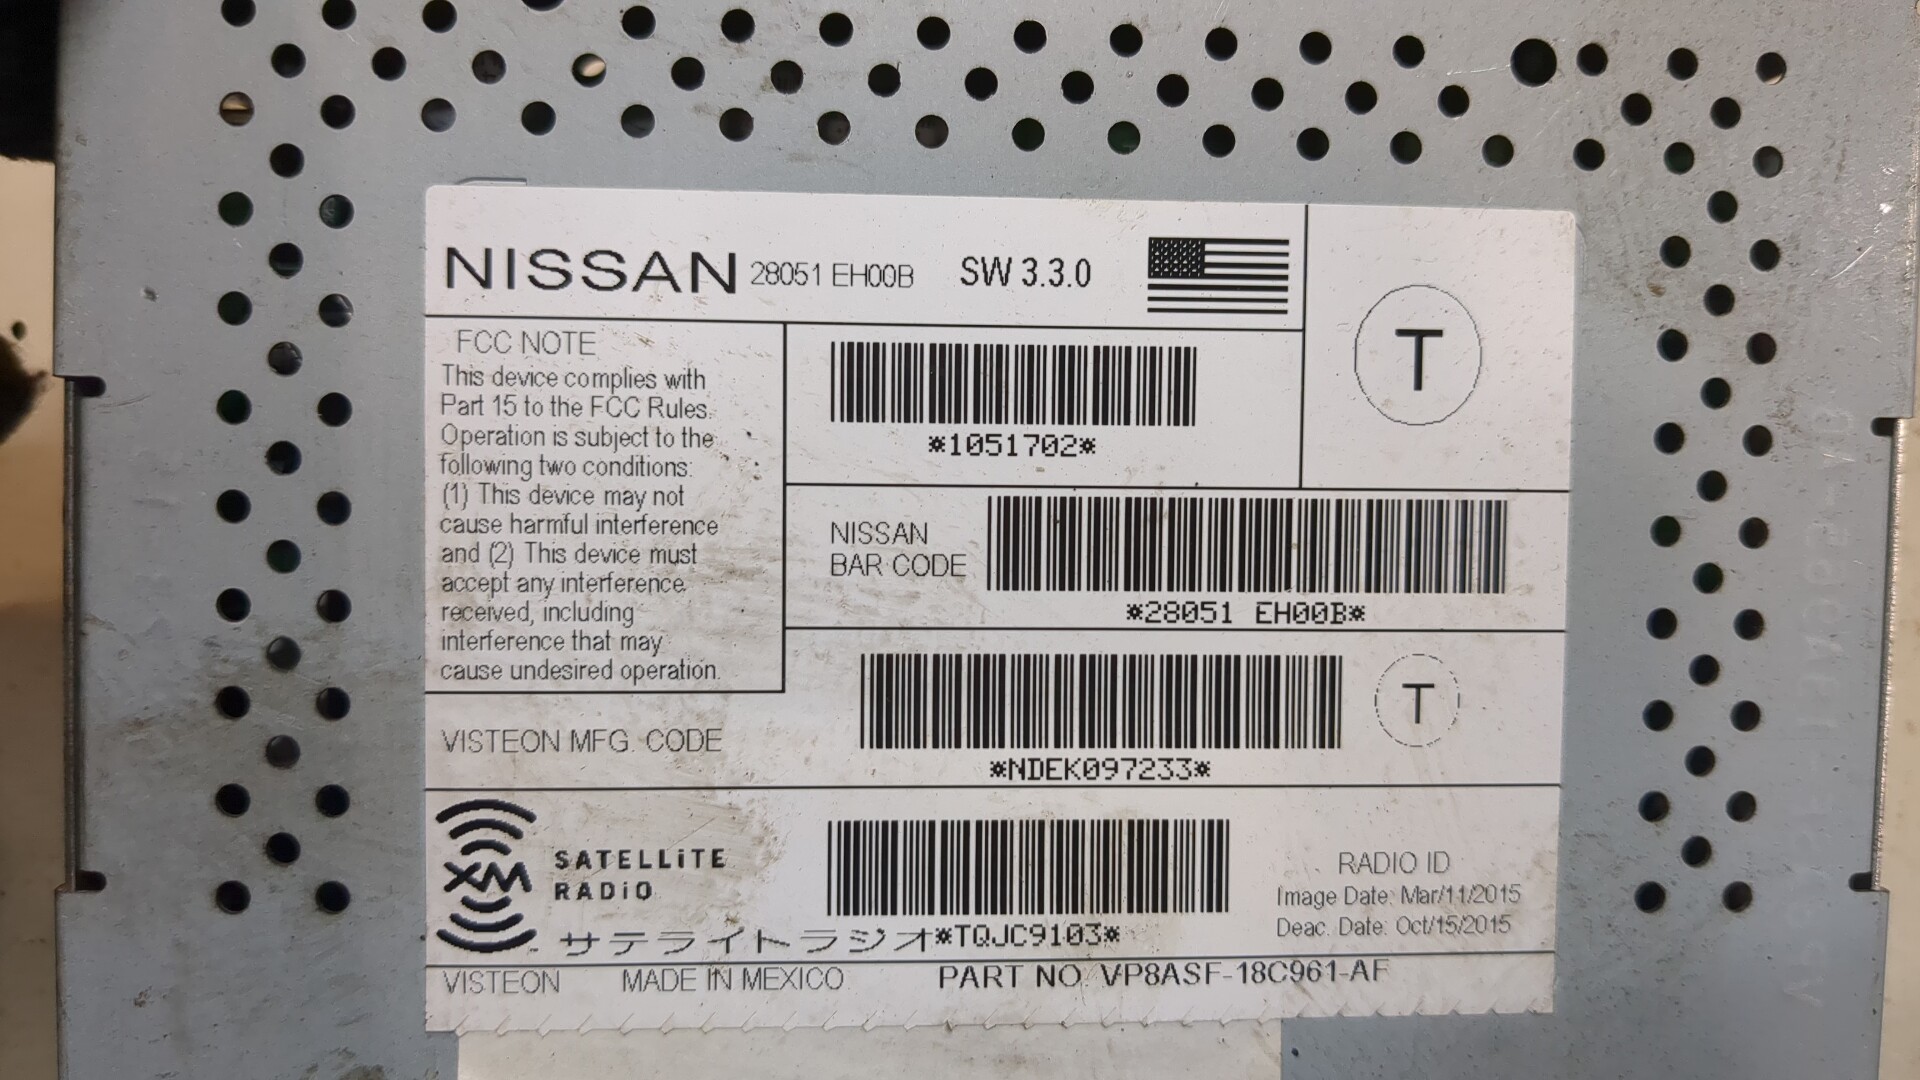 NISSAN 28051 EH00B SW 3.3.0
T
FCC NOTE
This device complies with
Part 15 to the FCC Rules.
Operation is subject to the
following two conditions:
(1) This device may not
cause harmful interference
and (2) This device must
accept any interference.
received, including
interference that may
cause undesired operation.
*1051702*
NISSAN
BAR CODE
*28051 EH00B*
VISTEON MFG. CODE
*NDEK097233*
T
XM SATELLiTE
RADiO
サテライトラジオ *TQJC9103*
RADIO ID
Image Date: Mar/11/2015
Deac. Date: Oct/15/2015
VISTEON MADE IN MEXICO. PART NO. VP8ASF-18C961-AF